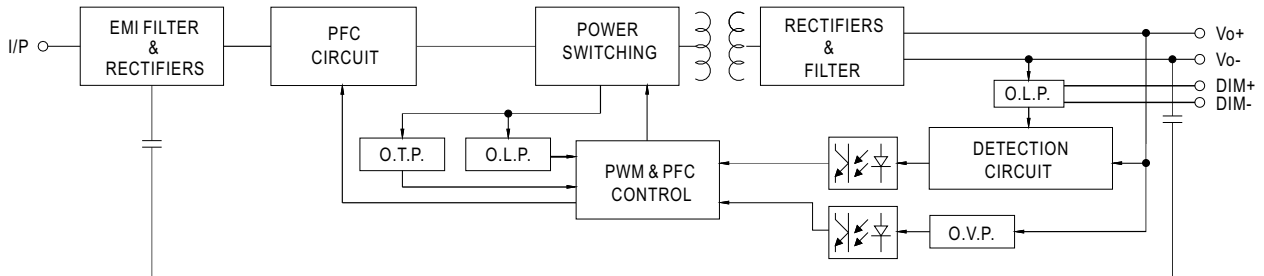 I/P
EMI FILTER
&
RECTIFIERS
PFC
CIRCUIT
POWER
SWITCHING
RECTIFIERS
&
FILTER
Vo+
Vo-
DIM+
DIM-
O.L.P.
O.T.P.
O.L.P.
PWM & PFC
CONTROL
DETECTION
CIRCUIT
O.V.P.